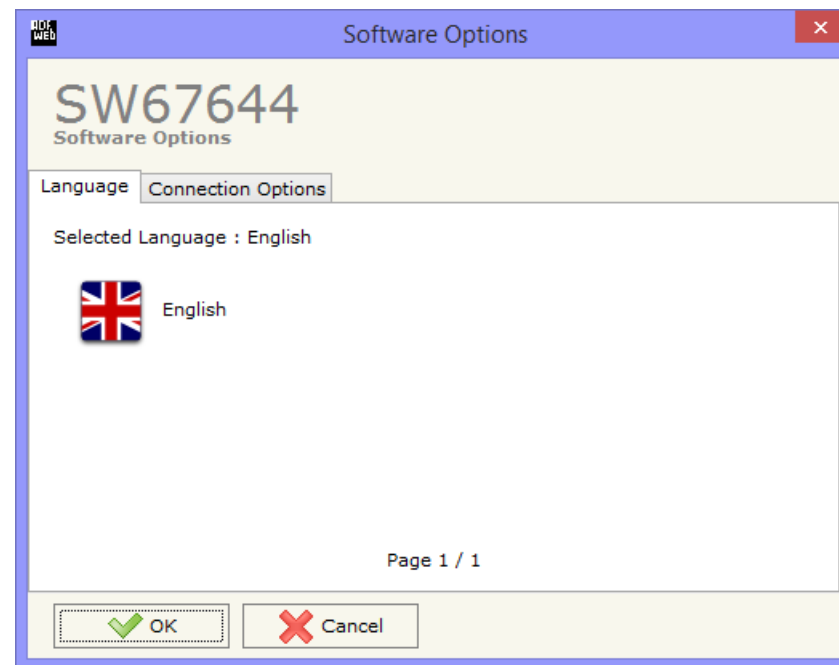 ADF
WEB
Software Options
SW67644
Software Options
Language
Connection Options
Selected Language : English
English
Page 1 / 1
OK
Cancel